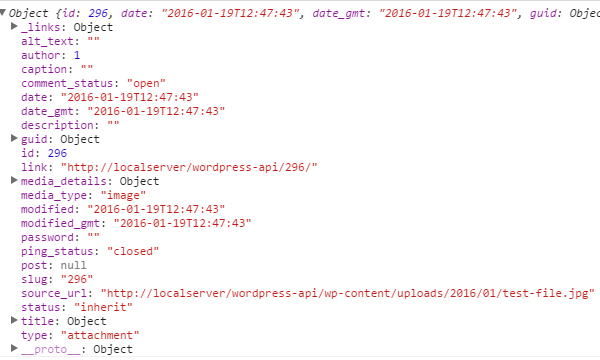 Object {id: 296, date: "2016-01-19T12:47:43", date_gmt: "2016-01-19T12:47:43", guid: Obje
_links: Object
alt_text: ""
author: 1
caption: ""
comment_status: "open"
date: "2016-01-19T12:47:43"
date_gmt: "2016-01-19T12:47:43"
description: ""
guid: Object
id: 296
link: "http://localserver/wordpress-api/296/"
media_details: Object
media_type: "image"
modified: "2016-01-19T12:47:43"
modified_gmt: "2016-01-19T12:47:43"
password: ""
ping_status: "closed"
post: null
slug: "296"
source_url: "http://localserver/wordpress-api/wp-content/uploads/2016/01/test-file.jpg"
status: "inherit"
title: Object
type: "attachment"
__proto__: Object